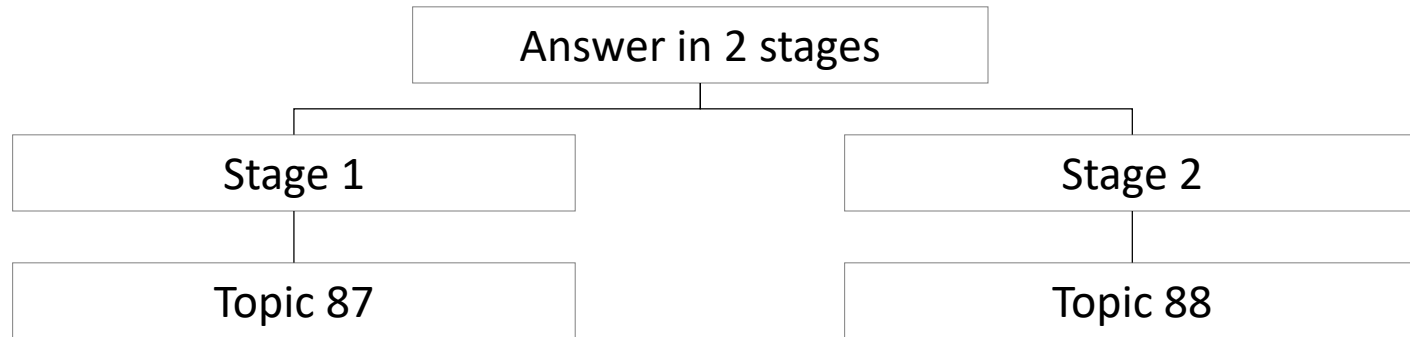 Answer in 2 stages
Stage 1
Stage 2
Topic 87
Topic 88